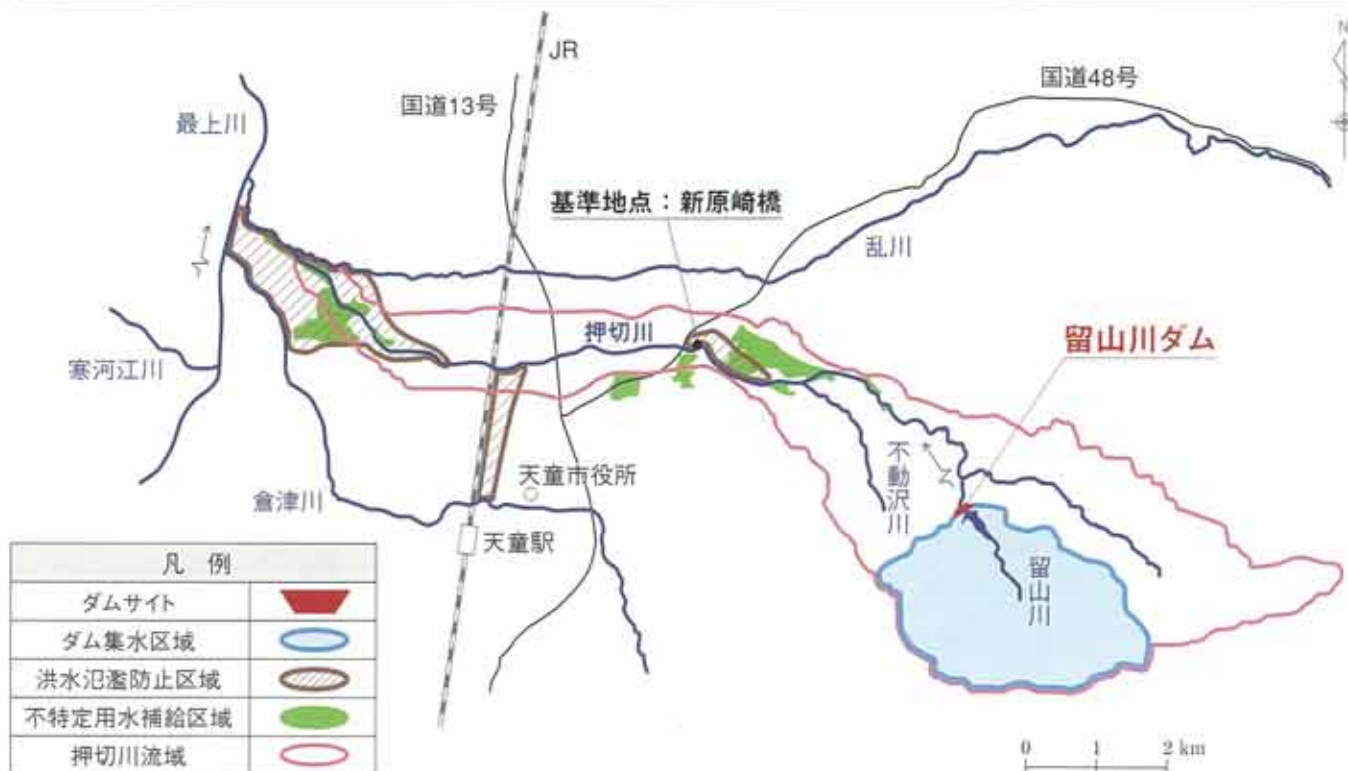 JR
国道48号
国道13号
最上川
基準地点：新原崎橋
乱川
押切川
留山川ダム
寒河江川
不動沢川
天童市役所
倉津川
天童駅
留山川
凡 例
ダムサイト
ダム集水区域
洪水氾濫防止区域
不特定用水補給区域
押切川流域
N
0 1 2 km